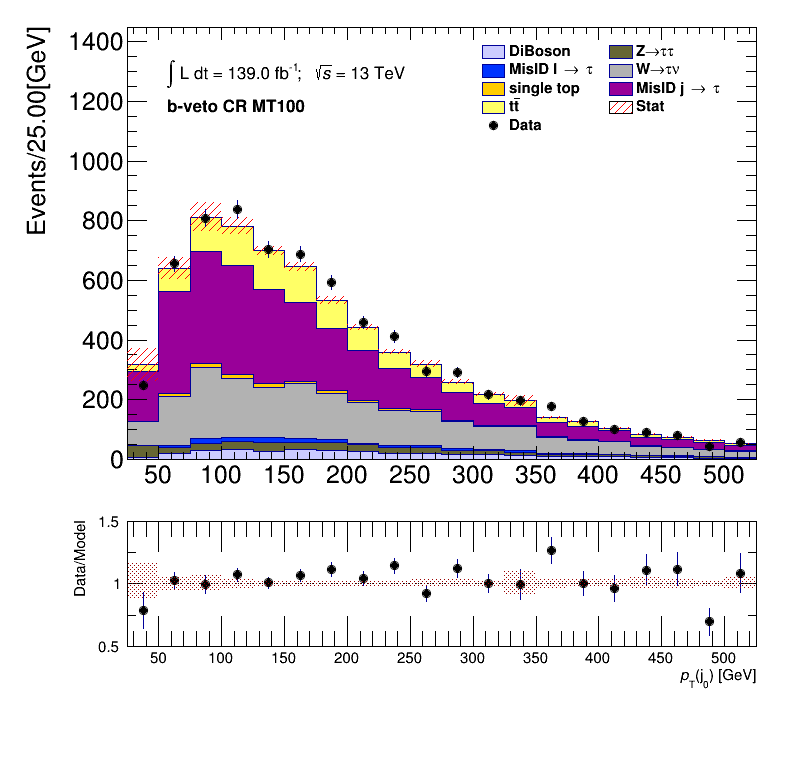 Events/25.00[GeV]
1400
1200
1000
800
600
400
200
0
∫ L dt = 139.0 fb⁻¹; √s = 13 TeV
b-veto CR MT100
DiBoson
Z→ττ
MisID l → τ
W→τν
single top
MisID j → τ
tt̄
Stat
Data
50 100 150 200 250 300 350 400 450 500
Data/Model
1.5
1
0.5
50 100 150 200 250 300 350 400 450 500
p_T(j_0) [GeV]